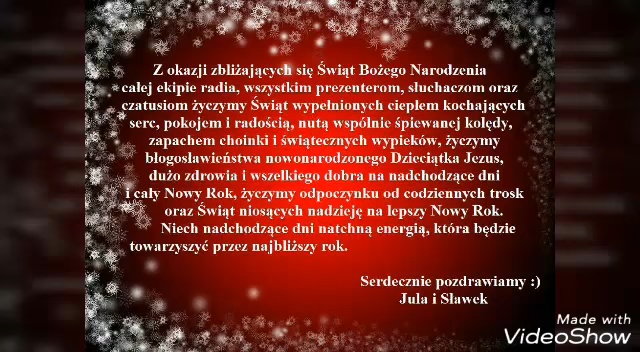 Z okazji zbliżających się Świąt Bożego Narodzenia
całej ekipie radia, wszystkim prezenterom, słuchaczom oraz
czatusiom życzymy Świąt wypełnionych ciepłem kochających
serc, pokojem i radością, nutą wspólnie śpiewanej kolędy,
zapachem choinki i świątecznych wypieków, życzymy
błogosławieństwa nowonarodzonego Dzieciątka Jezus,
dużo zdrowia i wszelkiego dobra na nadchodzące dni
i cały Nowy Rok, życzymy odpoczynku od codziennych trosk
oraz Świąt niosących nadzieję na lepszy Nowy Rok.
Niech nadchodzące dni natchną energią, która będzie
towarzyszyć przez najbliższy rok.
Serdecznie pozdrawiamy :)
Jula i Sławek
Made with
VideoShow